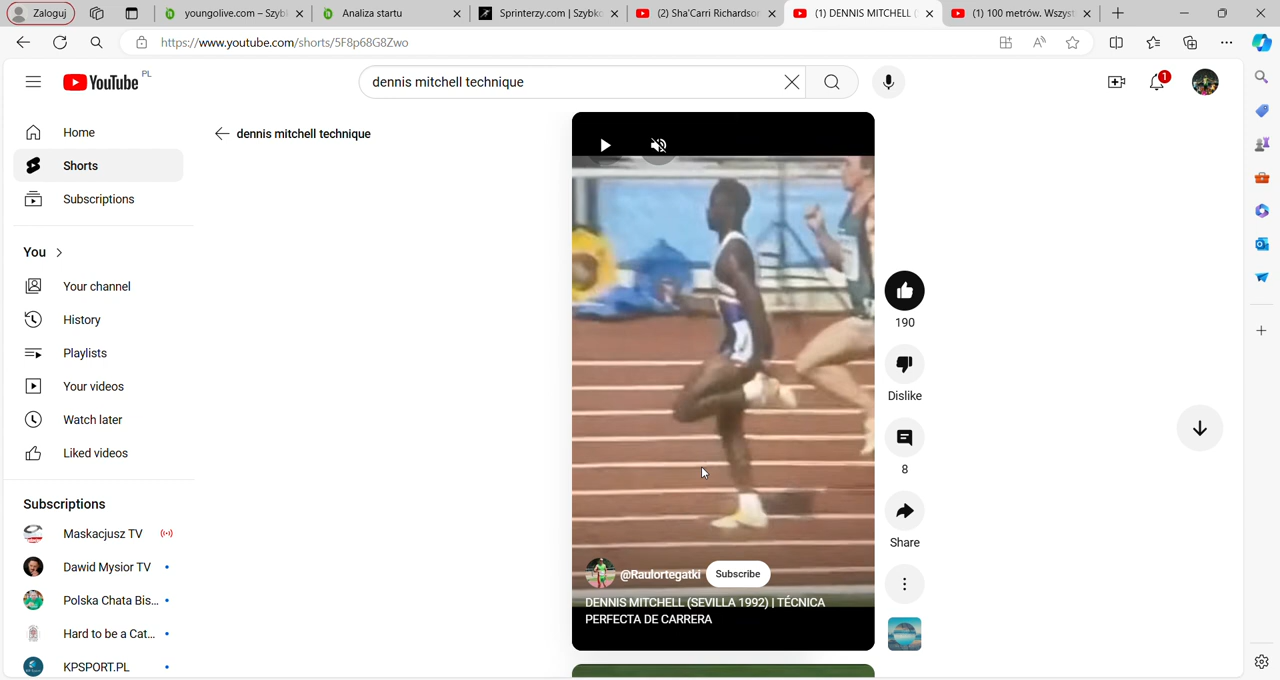 Zaloguj
youngolive.com – Szybk
Analiza startu
Sprinterzy.com | Szybko
(2) Sha'Carri Richardson
(1) DENNIS MITCHELL (
(1) 100 metrów. Wszyst
https://www.youtube.com/shorts/5F8p68G8Zwo
YouTube PL
dennis mitchell technique
1
Home
dennis mitchell technique
Shorts
Subscriptions
You
Your channel
History
190
Playlists
Your videos
Dislike
Watch later
Liked videos
8
Subscriptions
Maskacjusz TV
Share
Dawid Mysior TV
@Raulortegatki Subscribe
Polska Chata Bis...
DENNIS MITCHELL (SEVILLA 1992) | TÉCNICA
PERFECTA DE CARRERA
Hard to be a Cat...
KPSPORT.PL